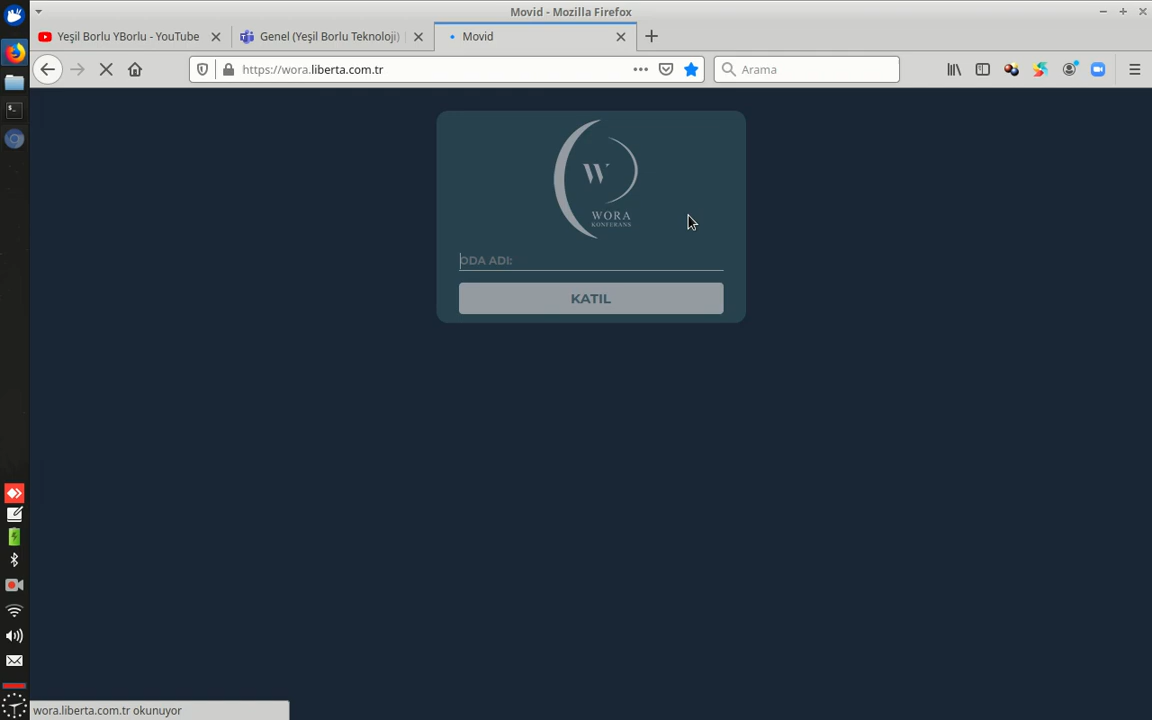 Movid - Mozilla Firefox
Yeşil Borlu YBorlu - YouTube
Genel (Yeşil Borlu Teknoloji)
Movid
https://wora.liberta.com.tr
Arama
W
WORA
KONFERANS
ODA ADI:
KATIL
wora.liberta.com.tr okunuyor